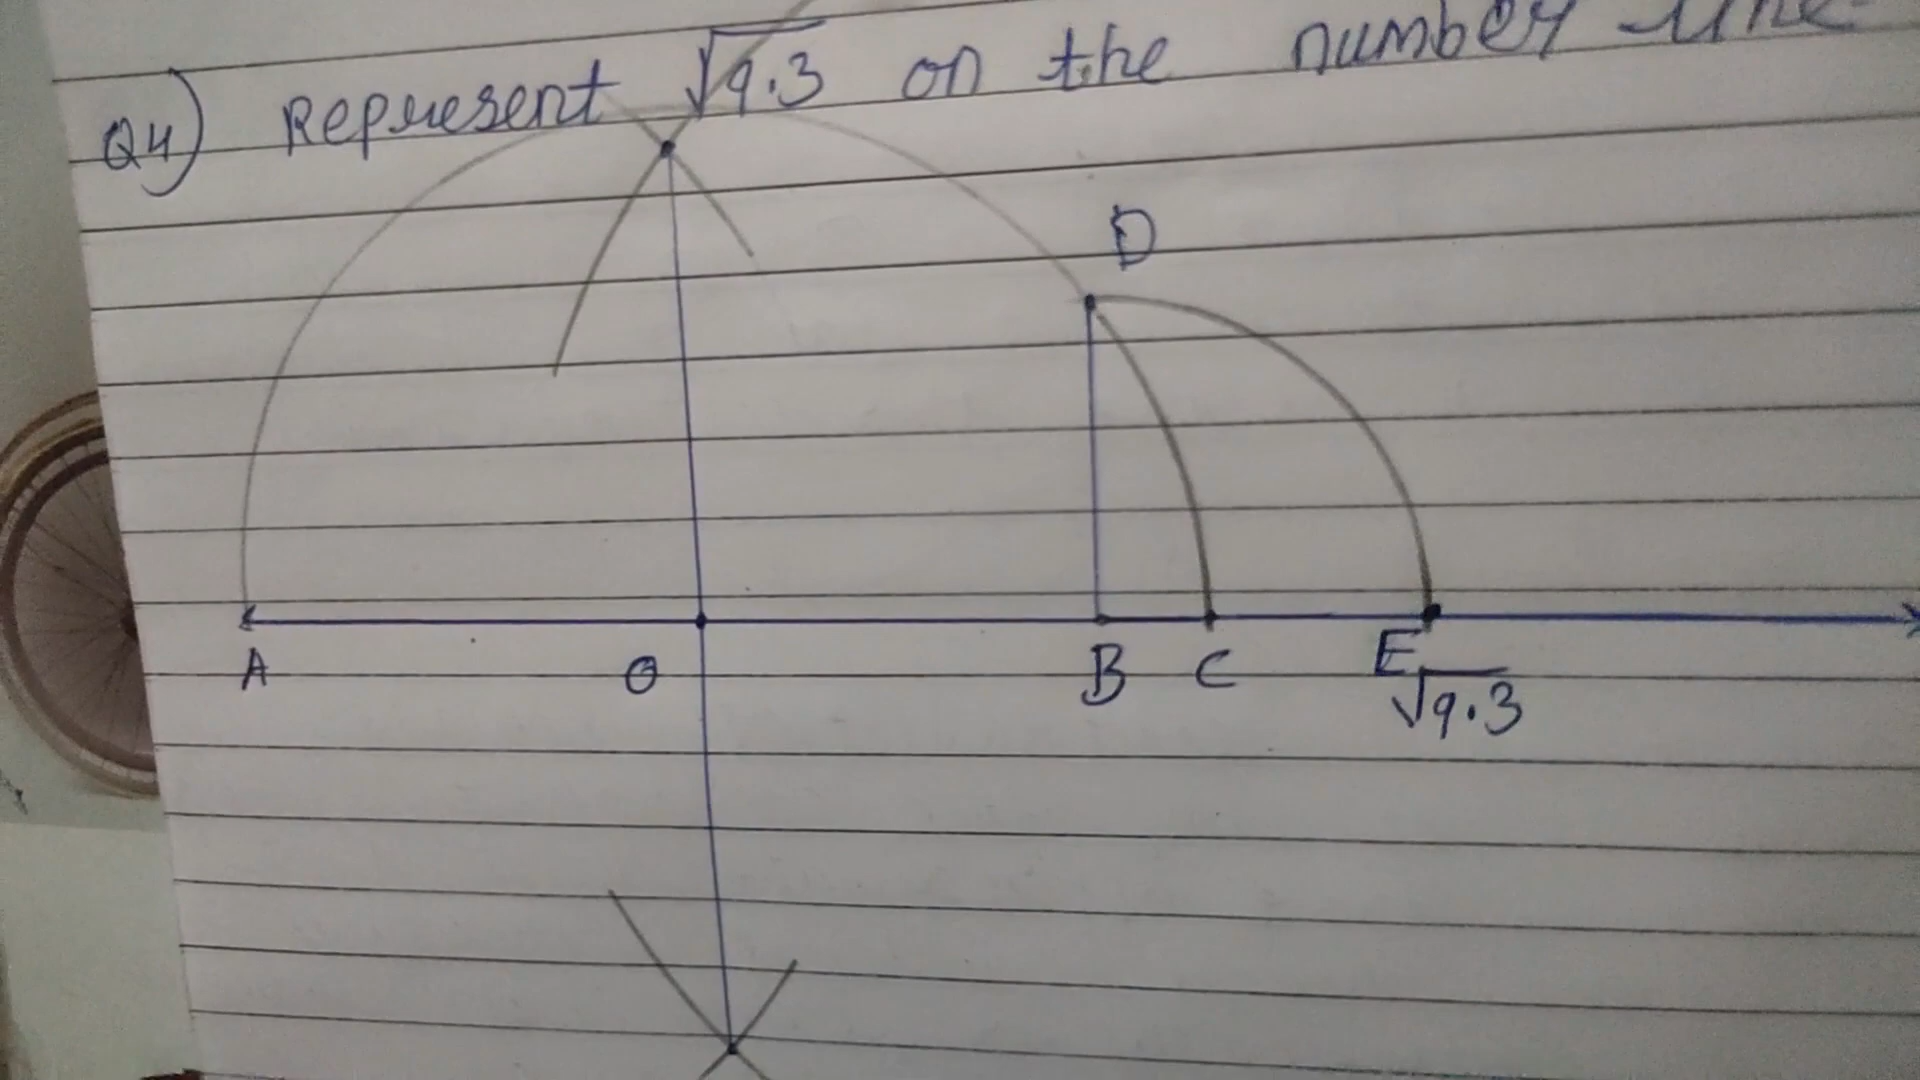 Q4) Represent √9.3 on the number line
D
A O B C E
√9.3